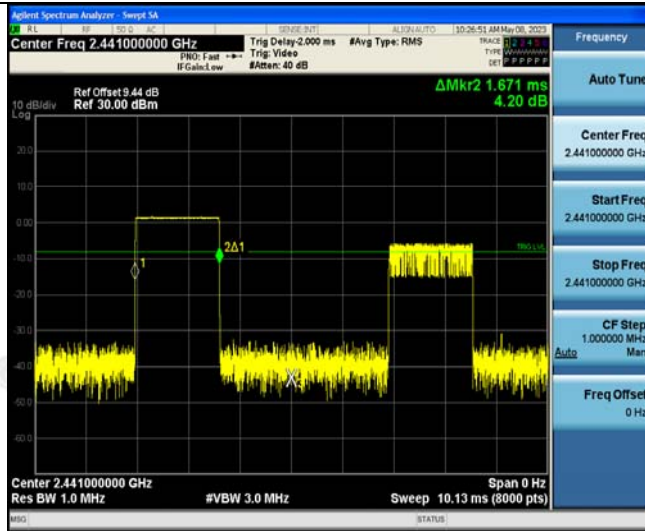 Agilent Spectrum Analyzer - Swept SA
RL RF 50 Ω AC SENSE:INT ALIGN AUTO 10:26:51 AM May 08, 2023
Center Freq 2.441000000 GHz
PNO: Fast
IFGain:Low
Trig Delay-2.000 ms
Trig: Video
#Atten: 40 dB
#Avg Type: RMS
TRACE 1 2 3 4 5 6
TYPE
DET P P P P P P
Ref Offset 9.44 dB
Ref 30.00 dBm
10 dB/div
Log
ΔMkr2 1.671 ms
4.20 dB
20.0
10.0
0.00
-10.0
-20.0
-30.0
-40.0
-50.0
-60.0
1
2Δ1
TRIG LVL
Center 2.441000000 GHz
Span 0 Hz
Res BW 1.0 MHz
#VBW 3.0 MHz
Sweep 10.13 ms (8000 pts)
MSG
STATUS
Frequency
Auto Tune
Center Freq
2.441000000 GHz
Start Freq
2.441000000 GHz
Stop Freq
2.441000000 GHz
CF Step
1.000000 MHz
Auto Man
Freq Offset
0 Hz